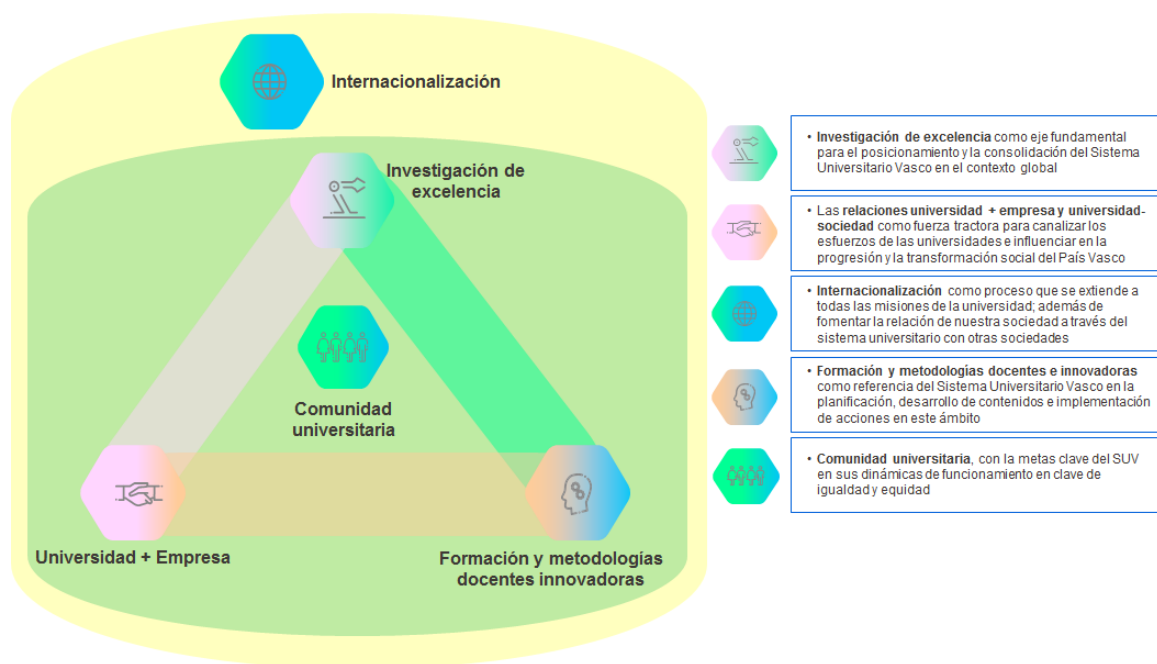 Internacionalización
Investigación de
excelencia
Comunidad
universitaria
Universidad + Empresa
Formación y metodologías
docentes innovadoras
• Investigación de excelencia como eje fundamental
para el posicionamiento y la consolidación del Sistema
Universitario Vasco en el contexto global
• Las relaciones universidad + empresa y universidad-
sociedad como fuerza tractora para canalizar los
esfuerzos de las universidades e influenciar en la
progresión y la transformación social del País Vasco
• Internacionalización como proceso que se extiende a
todas las misiones de la universidad; además de
fomentar la relación de nuestra sociedad a través del
sistema universitario con otras sociedades
• Formación y metodologías docentes e innovadoras
como referencia del Sistema Universitario Vasco en la
planificación, desarrollo de contenidos e implementación
de acciones en este ámbito
• Comunidad universitaria, con la metas clave del SUV
en sus dinámicas de funcionamiento en clave de
igualdad y equidad